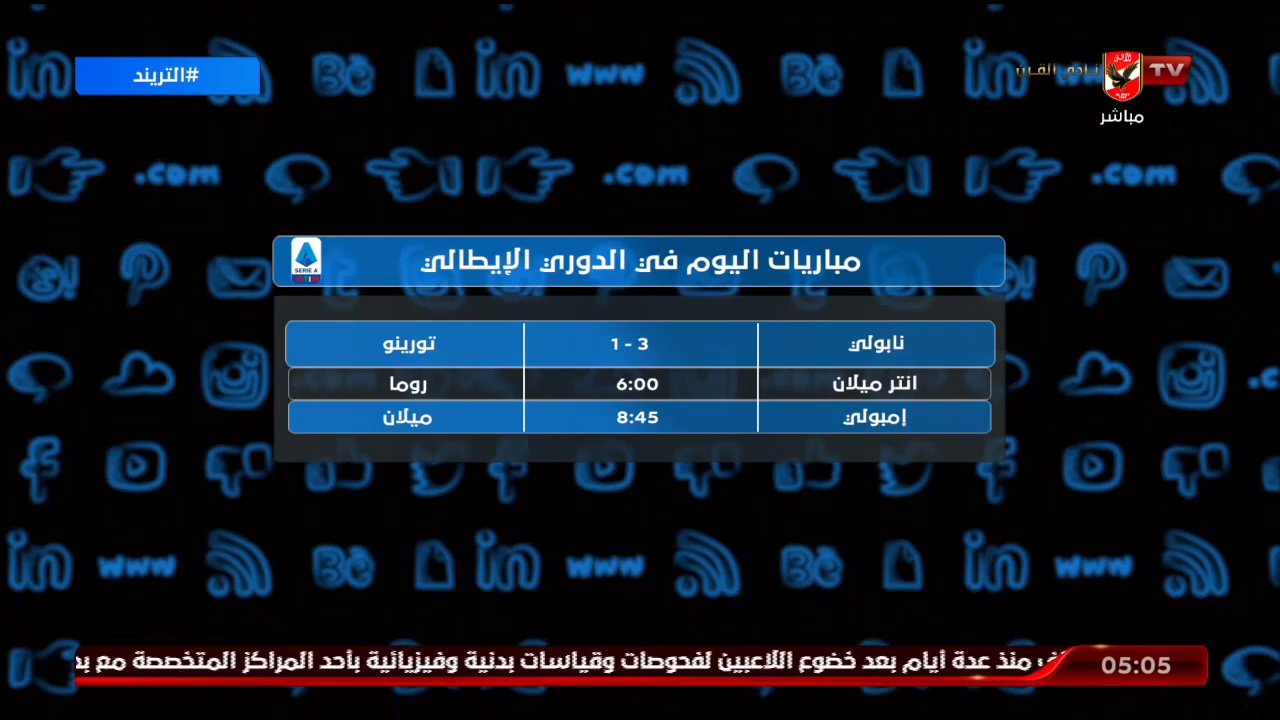 #التريند
نادي القرن TV
مباشر
مباريات اليوم في الدوري الإيطالي
SERIE A
نابولي 3 - 1 تورينو
انتر ميلان 6:00 روما
إمبولي 8:45 ميلان
05:05 منذ عدة أيام بعد خضوع اللاعبين لفحوصات وقياسات بدنية وفيزيائية بأحد المراكز المتخصصة مع